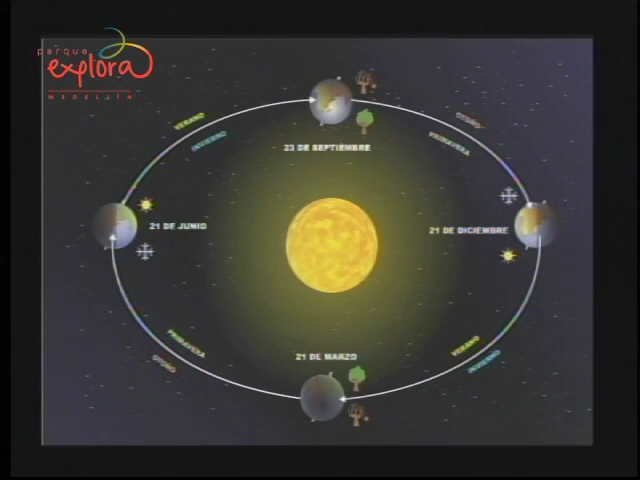 parque
explora
MEDELLÍN
VERANO
INVIERNO
OTOÑO
PRIMAVERA
23 DE SEPTIEMBRE
21 DE JUNIO
21 DE DICIEMBRE
PRIMAVERA
OTOÑO
21 DE MARZO
VERANO
INVIERNO